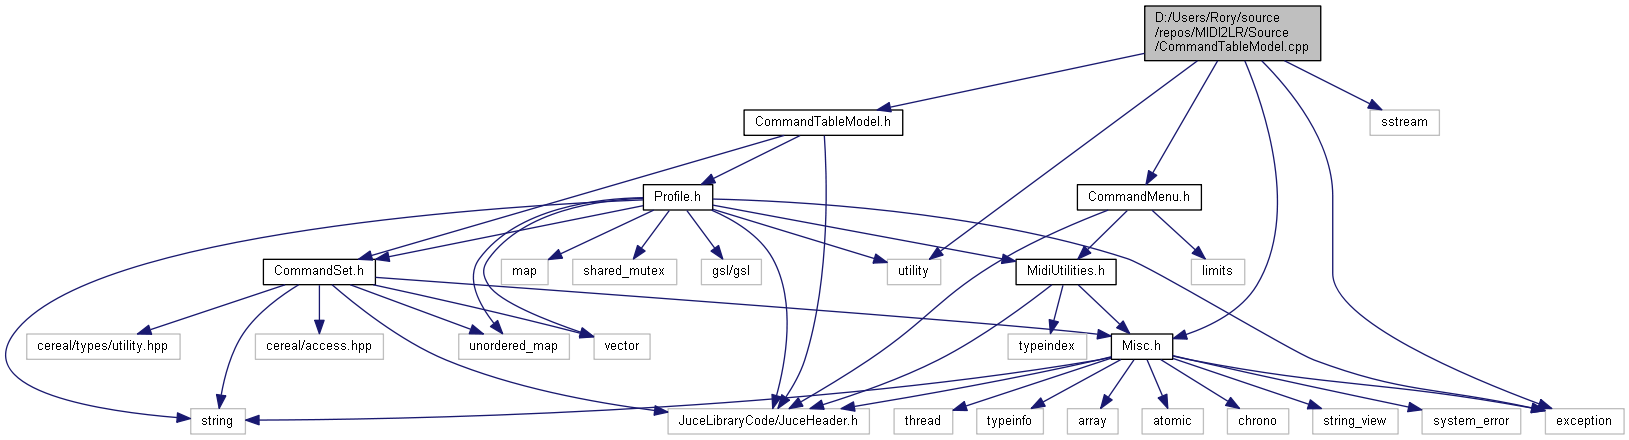 D:/Users/Rory/source
/repos/MIDI2LR/Source
/CommandTableModel.cpp
CommandTableModel.h
sstream
Profile.h
CommandMenu.h
CommandSet.h
map
shared_mutex
gsl/gsl
utility
MidiUtilities.h
limits
cereal/types/utility.hpp
cereal/access.hpp
unordered_map
vector
typeindex
Misc.h
string
JuceLibraryCode/JuceHeader.h
thread
typeinfo
array
atomic
chrono
string_view
system_error
exception